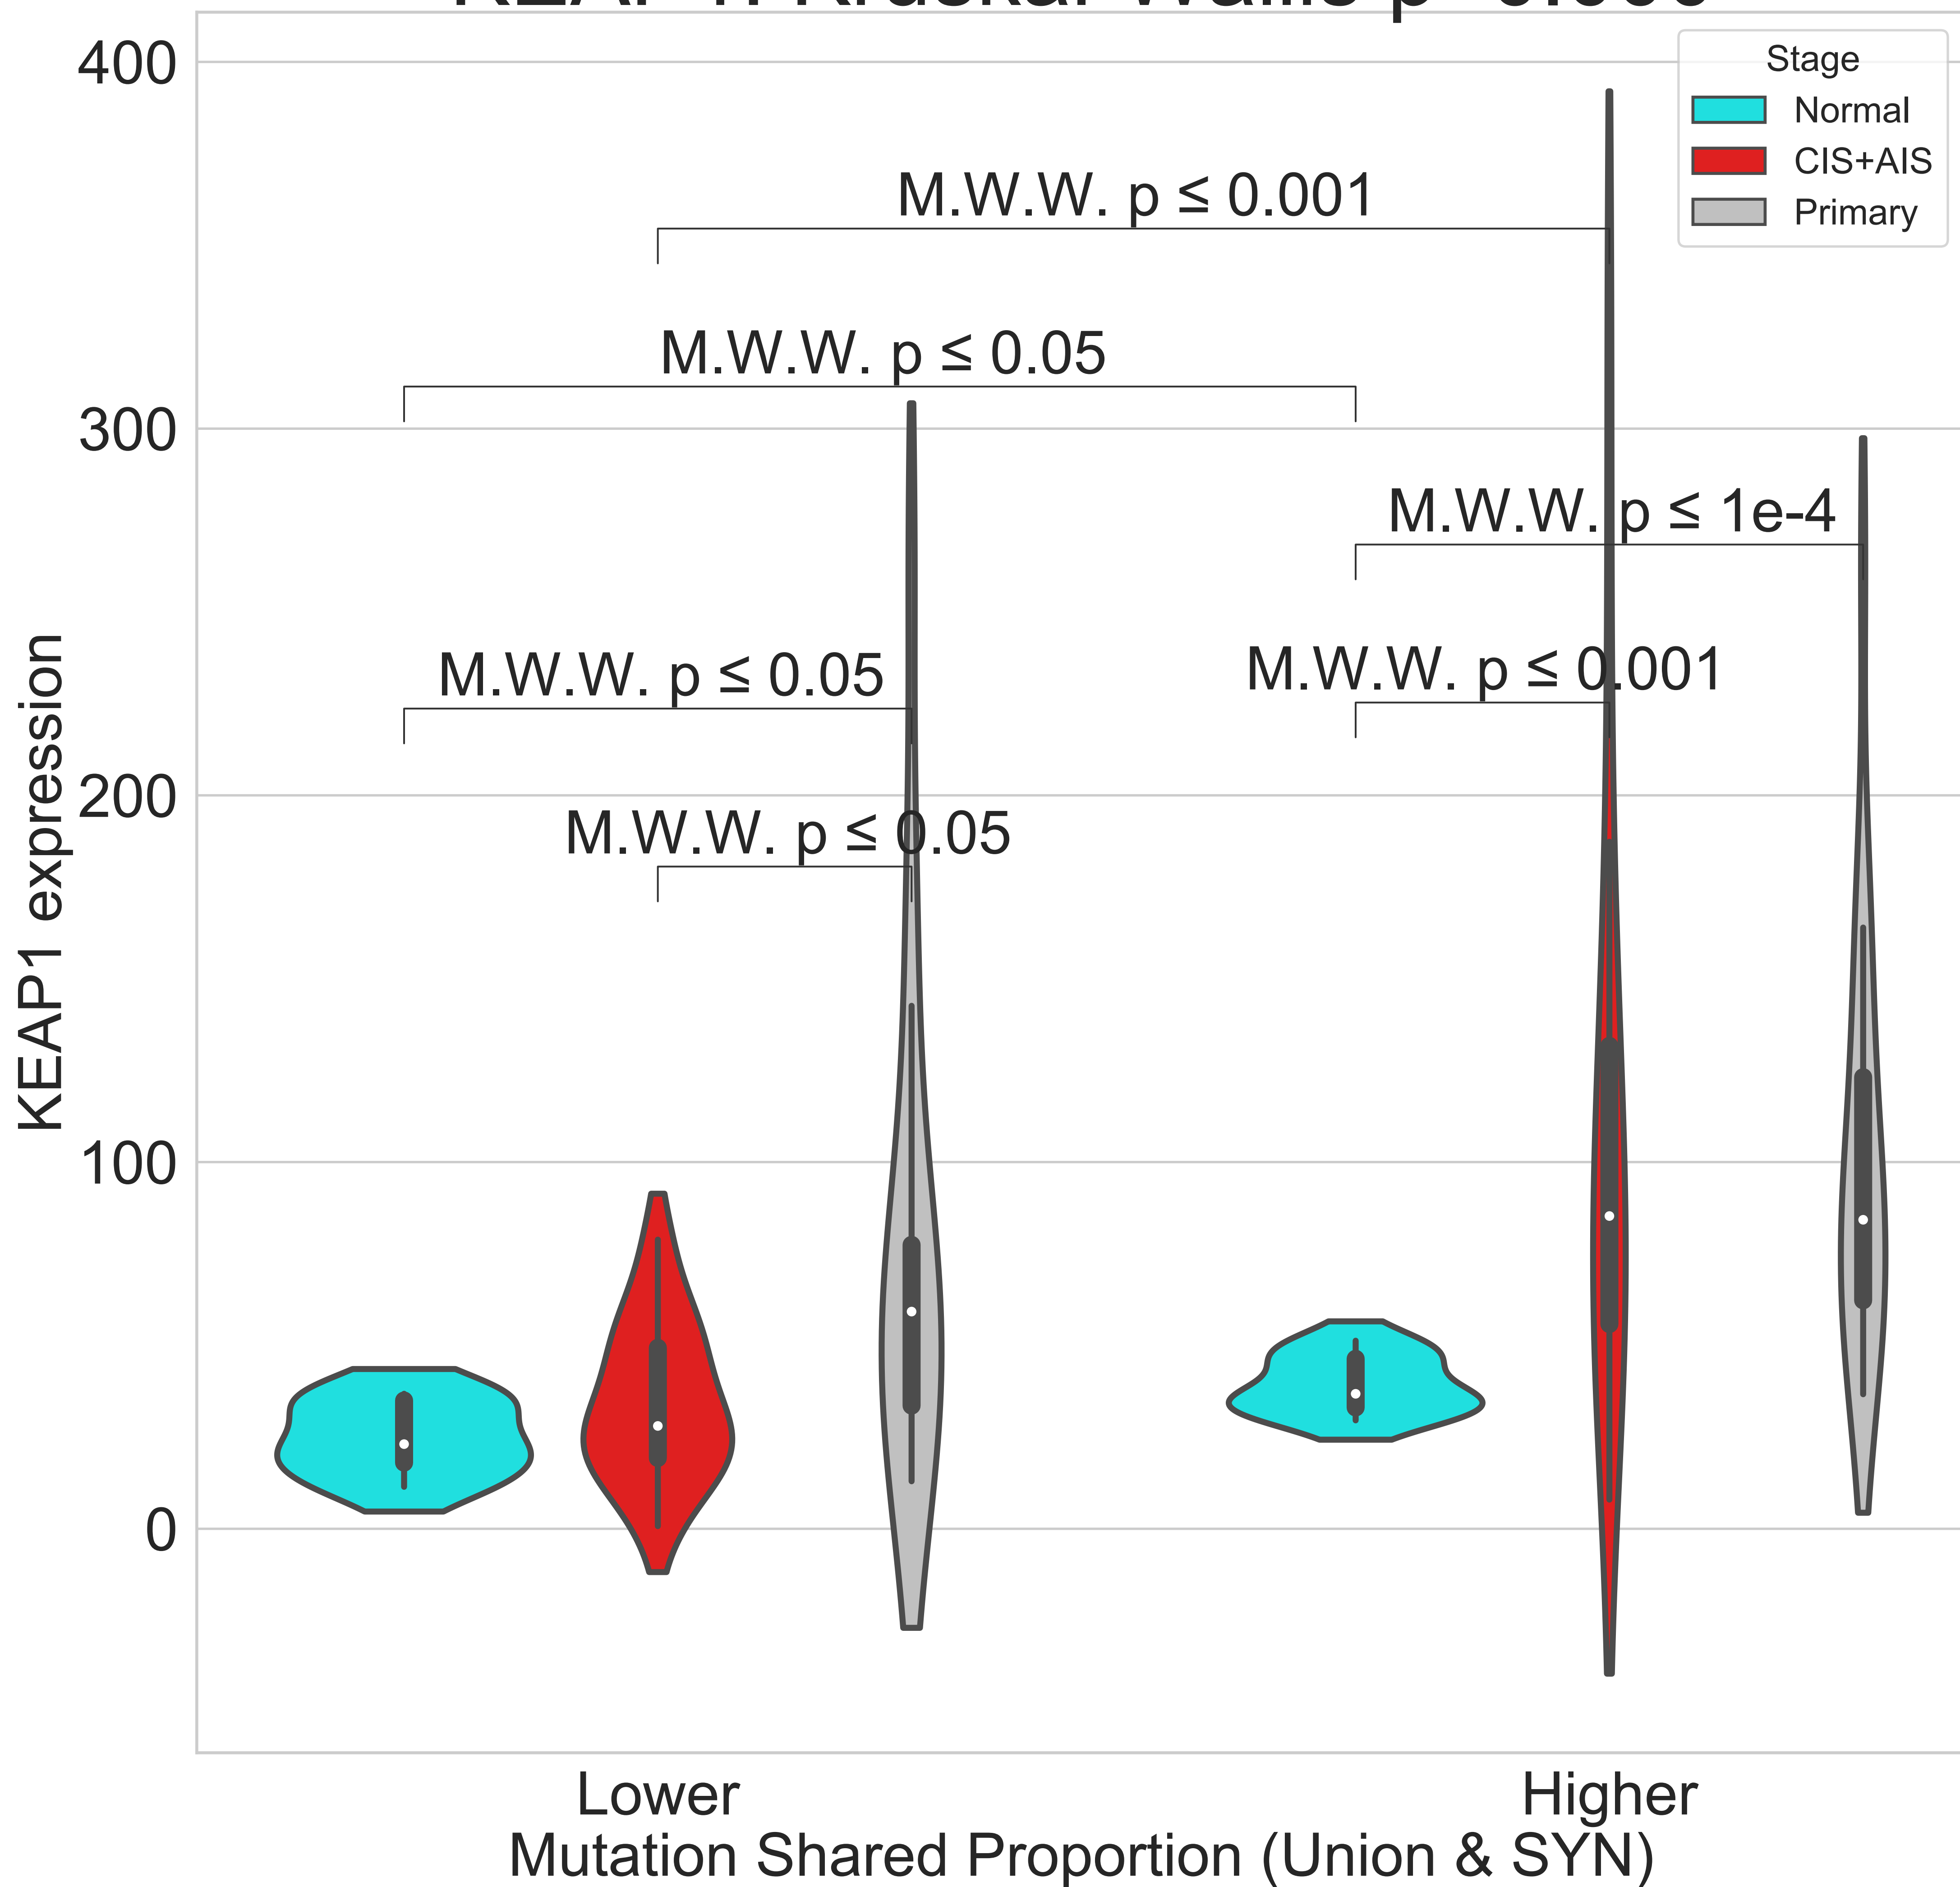 400
300
200
100
0
KEAP1 expression
Stage
Normal
CIS+AIS
Primary
M.W.W. p ≤ 0.001
M.W.W. p ≤ 0.05
M.W.W. p ≤ 1e-4
M.W.W. p ≤ 0.05
M.W.W. p ≤ 0.001
M.W.W. p ≤ 0.05
Lower
Higher
Mutation Shared Proportion (Union & SYN)